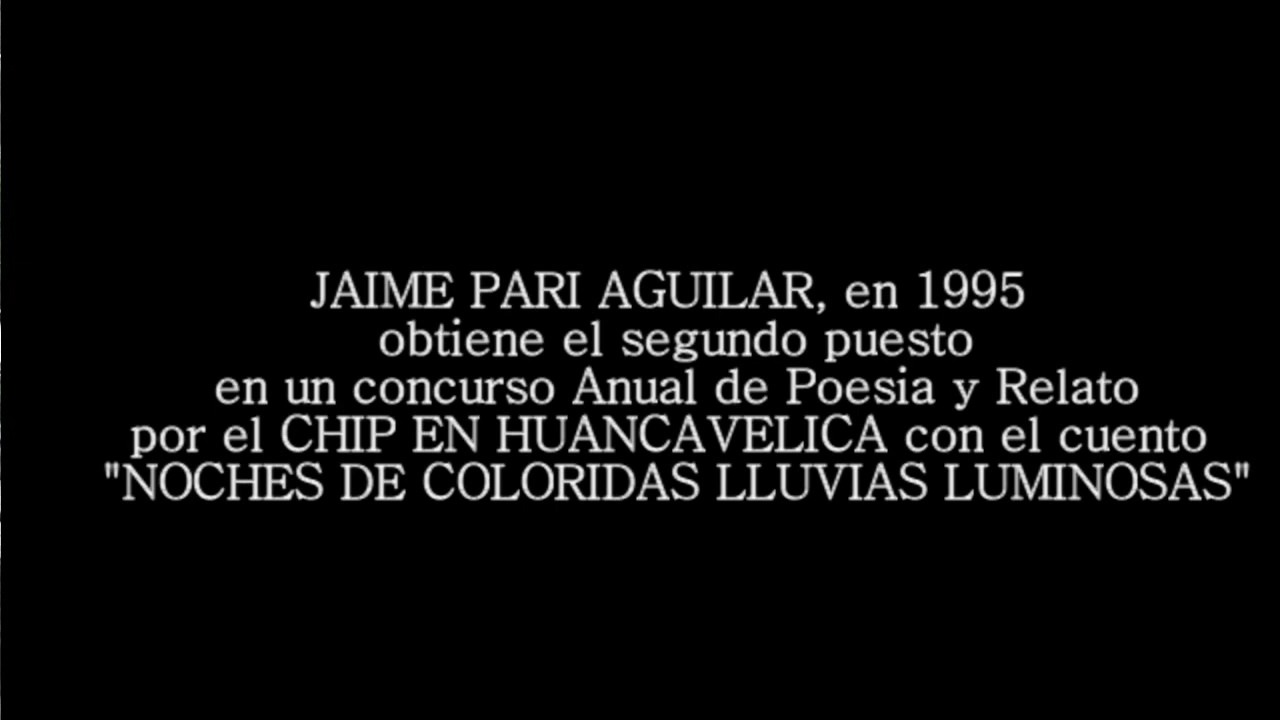 JAIME PARI AGUILAR, en 1995
obtiene el segundo puesto
en un concurso Anual de Poesia y Relato
por el CHIP EN HUANCAVELICA con el cuento
"NOCHES DE COLORIDAS LLUVIAS LUMINOSAS"